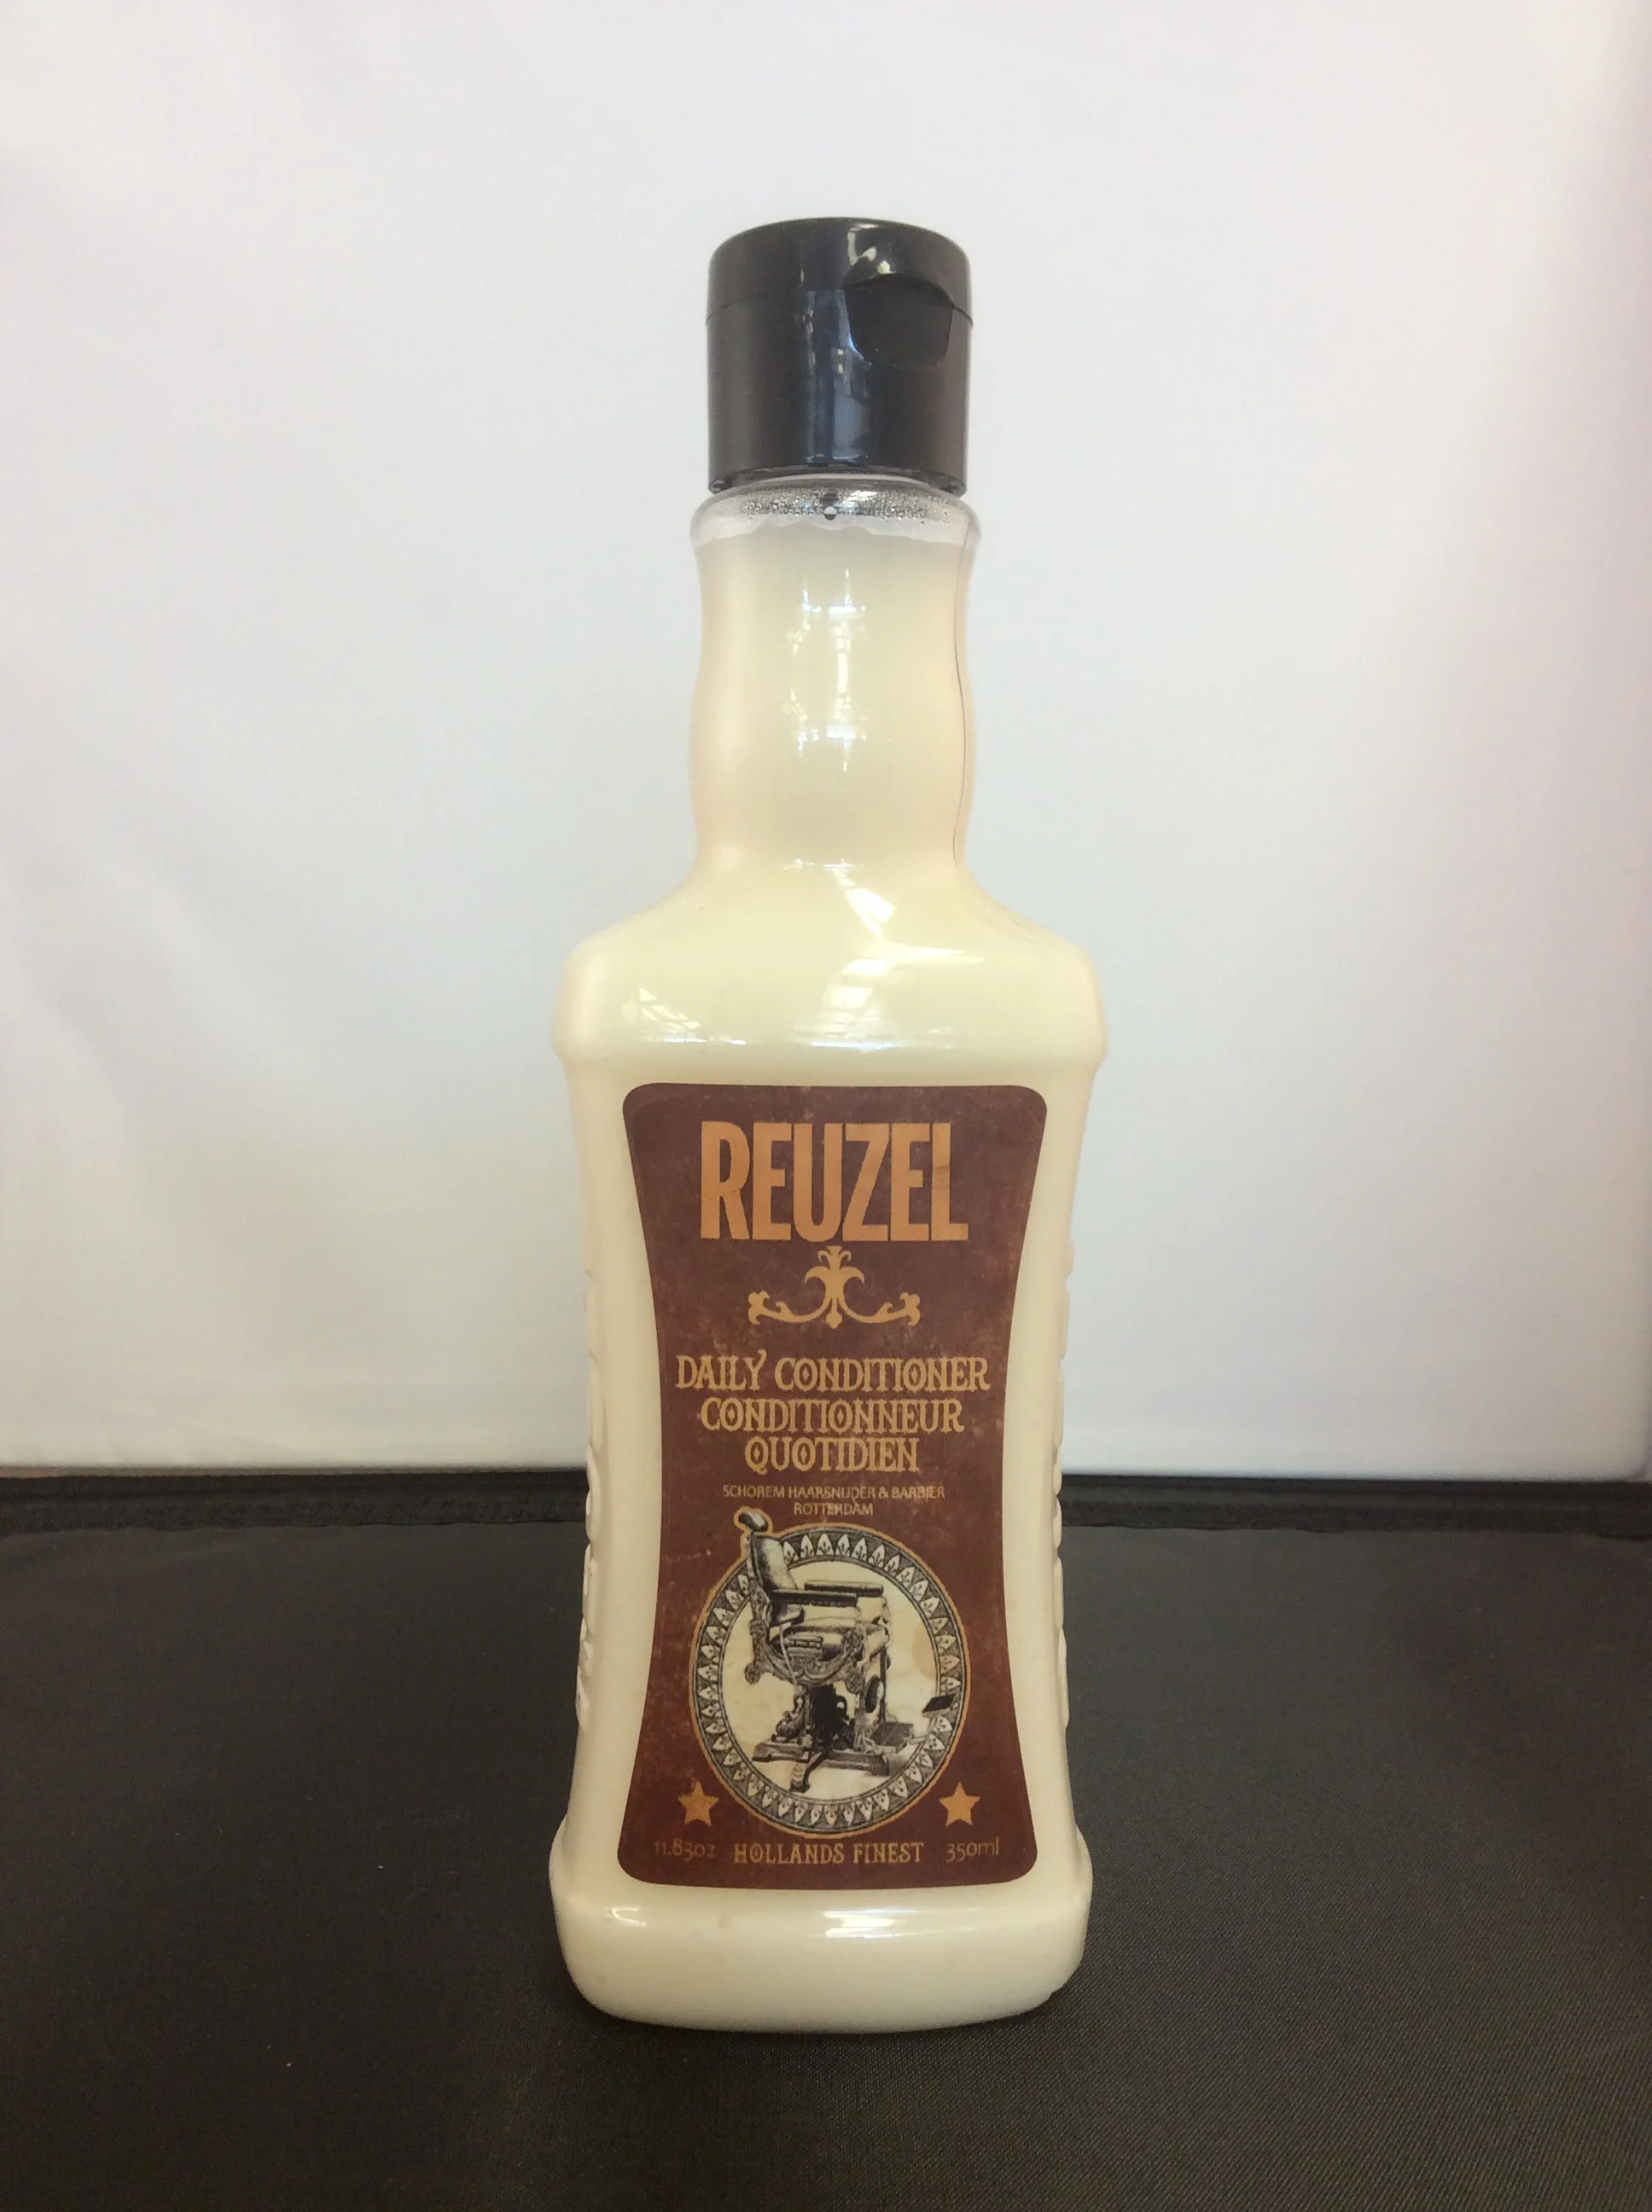 REUZEL
DAILY CONDITIONER
CONDITIONNEUR
QUOTIDIEN
SCHOREM HAARSNIJDER & BARBIER
ROTTERDAM
11.83oz HOLLANDS FINEST 350ml